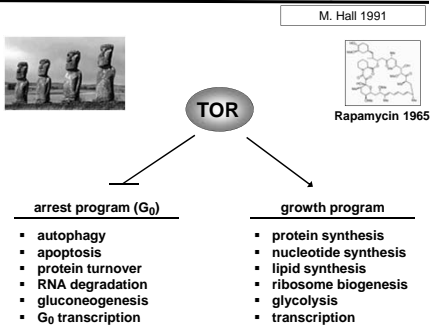 M. Hall 1991
TOR
Rapamycin 1965
arrest program (G₀)
▪ autophagy
▪ apoptosis
▪ protein turnover
▪ RNA degradation
▪ gluconeogenesis
▪ G₀ transcription
growth program
▪ protein synthesis
▪ nucleotide synthesis
▪ lipid synthesis
▪ ribosome biogenesis
▪ glycolysis
▪ transcription